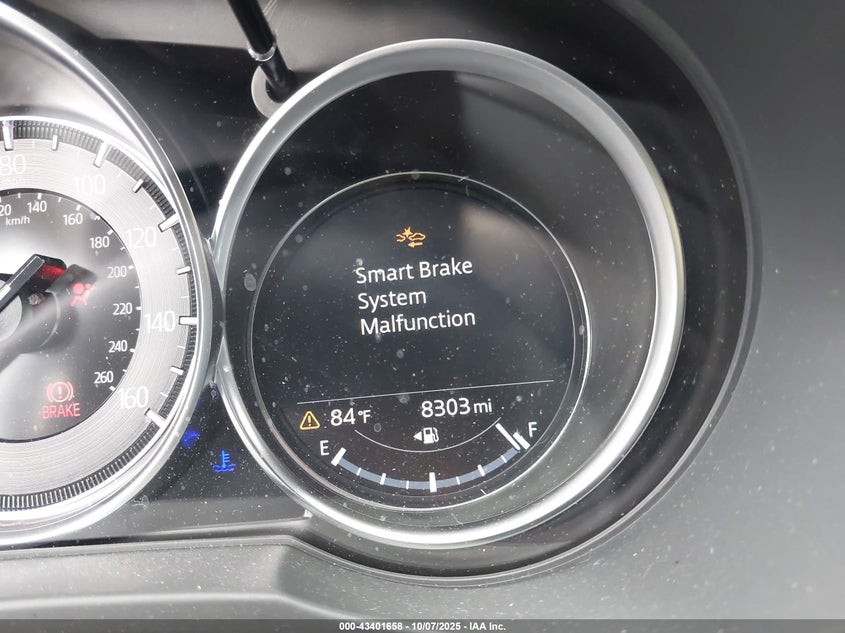 80
100
120
140
160
mph
20 140 160
km/h
180
200
220
240
260
BRAKE
Smart Brake
System
Malfunction
84°F 8303 mi
E F
000-43401658 - 10/07/2025 - IAA Inc.